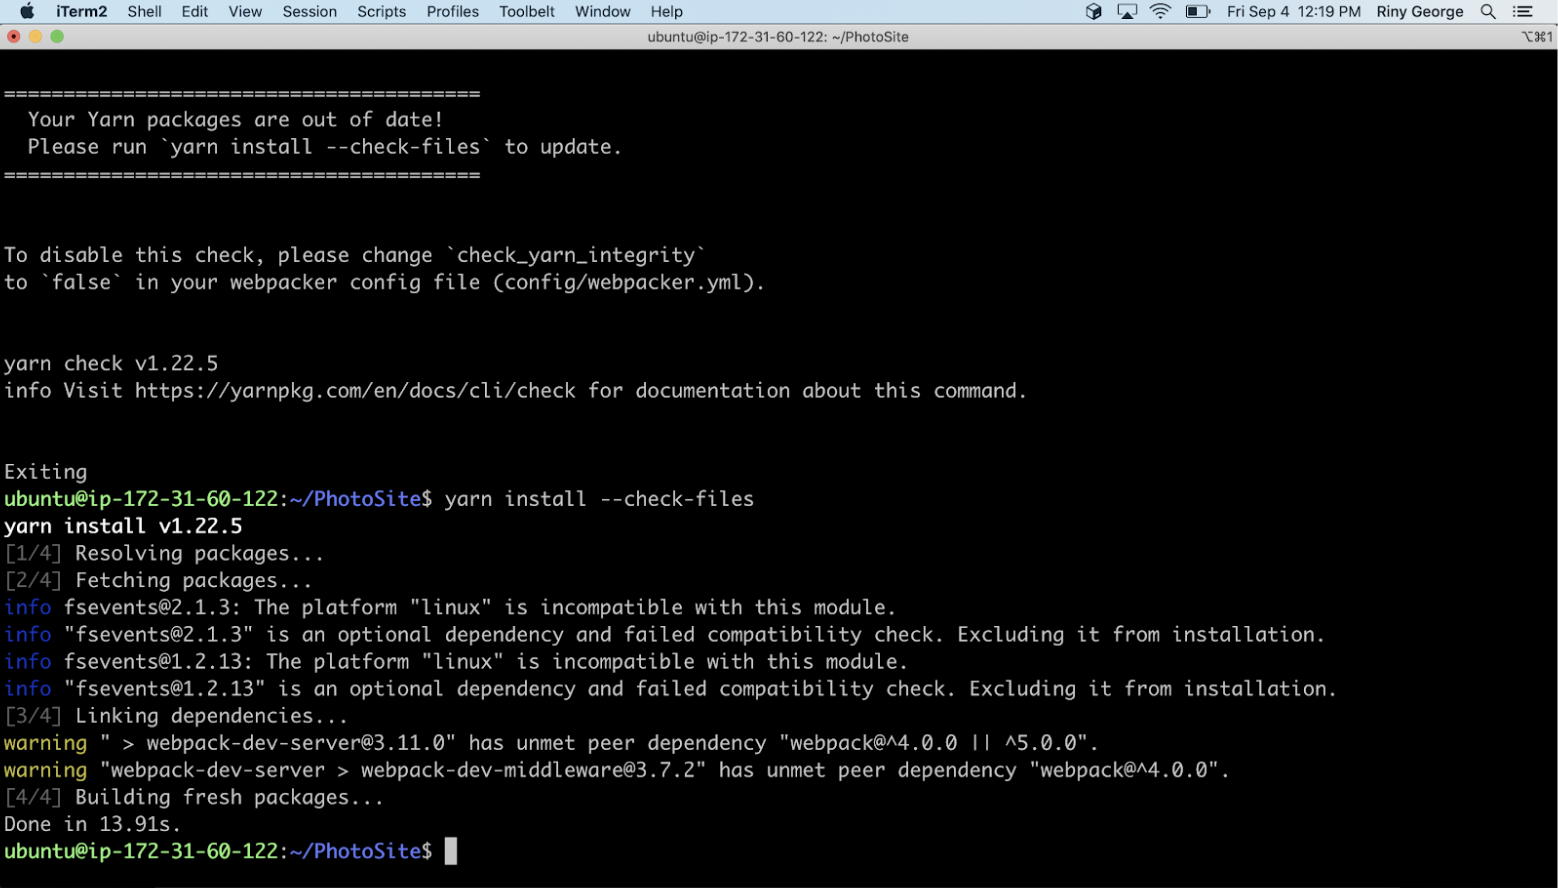 iTerm2 Shell Edit View Session Scripts Profiles Toolbelt Window Help Fri Sep 4 12:19 PM Riny George
ubuntu@ip-172-31-60-122: ~/PhotoSite ⌥⌘1
========================================
Your Yarn packages are out of date!
Please run `yarn install --check-files` to update.
========================================
To disable this check, please change `check_yarn_integrity`
to `false` in your webpacker config file (config/webpacker.yml).
yarn check v1.22.5
info Visit https://yarnpkg.com/en/docs/cli/check for documentation about this command.
Exiting
ubuntu@ip-172-31-60-122:~/PhotoSite$ yarn install --check-files
yarn install v1.22.5
[1/4] Resolving packages...
[2/4] Fetching packages...
info fsevents@2.1.3: The platform "linux" is incompatible with this module.
info "fsevents@2.1.3" is an optional dependency and failed compatibility check. Excluding it from installation.
info fsevents@1.2.13: The platform "linux" is incompatible with this module.
info "fsevents@1.2.13" is an optional dependency and failed compatibility check. Excluding it from installation.
[3/4] Linking dependencies...
warning " > webpack-dev-server@3.11.0" has unmet peer dependency "webpack@^4.0.0 || ^5.0.0".
warning "webpack-dev-server > webpack-dev-middleware@3.7.2" has unmet peer dependency "webpack@^4.0.0".
[4/4] Building fresh packages...
Done in 13.91s.
ubuntu@ip-172-31-60-122:~/PhotoSite$